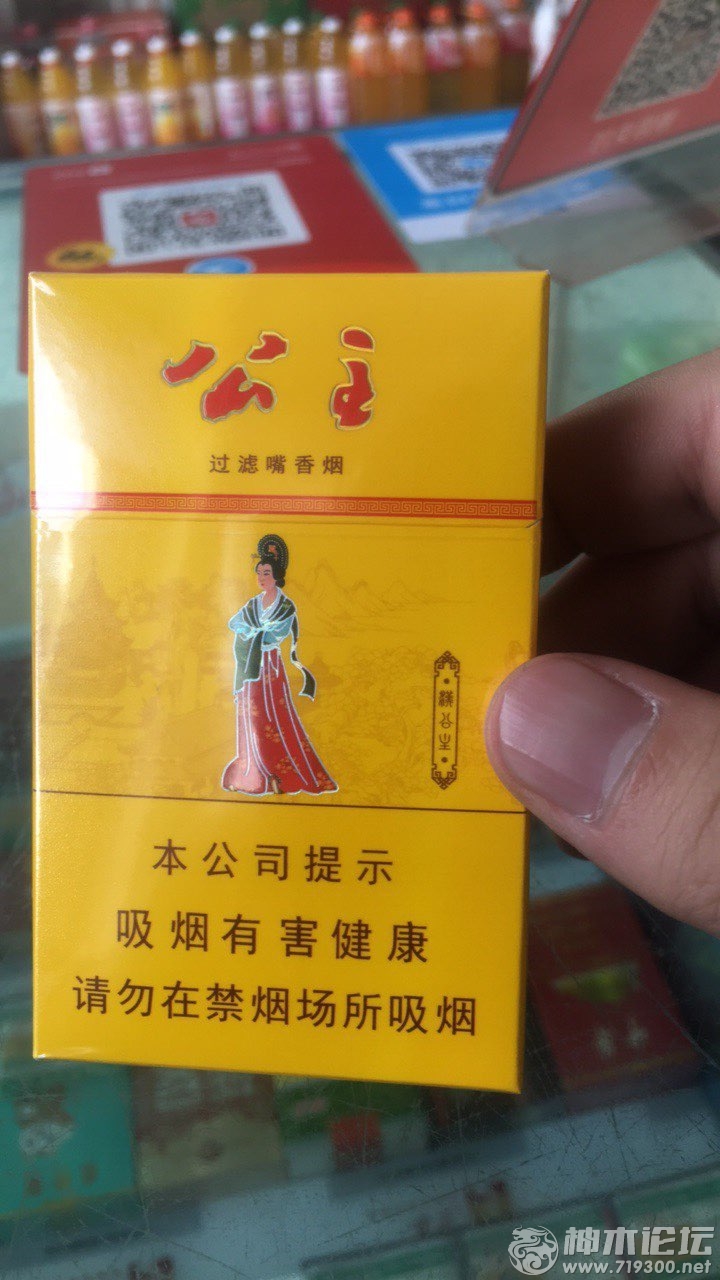 公主
过滤嘴香烟
本公司提示
吸烟有害健康
请勿在禁烟场所吸烟
神木论坛
www.719300.net